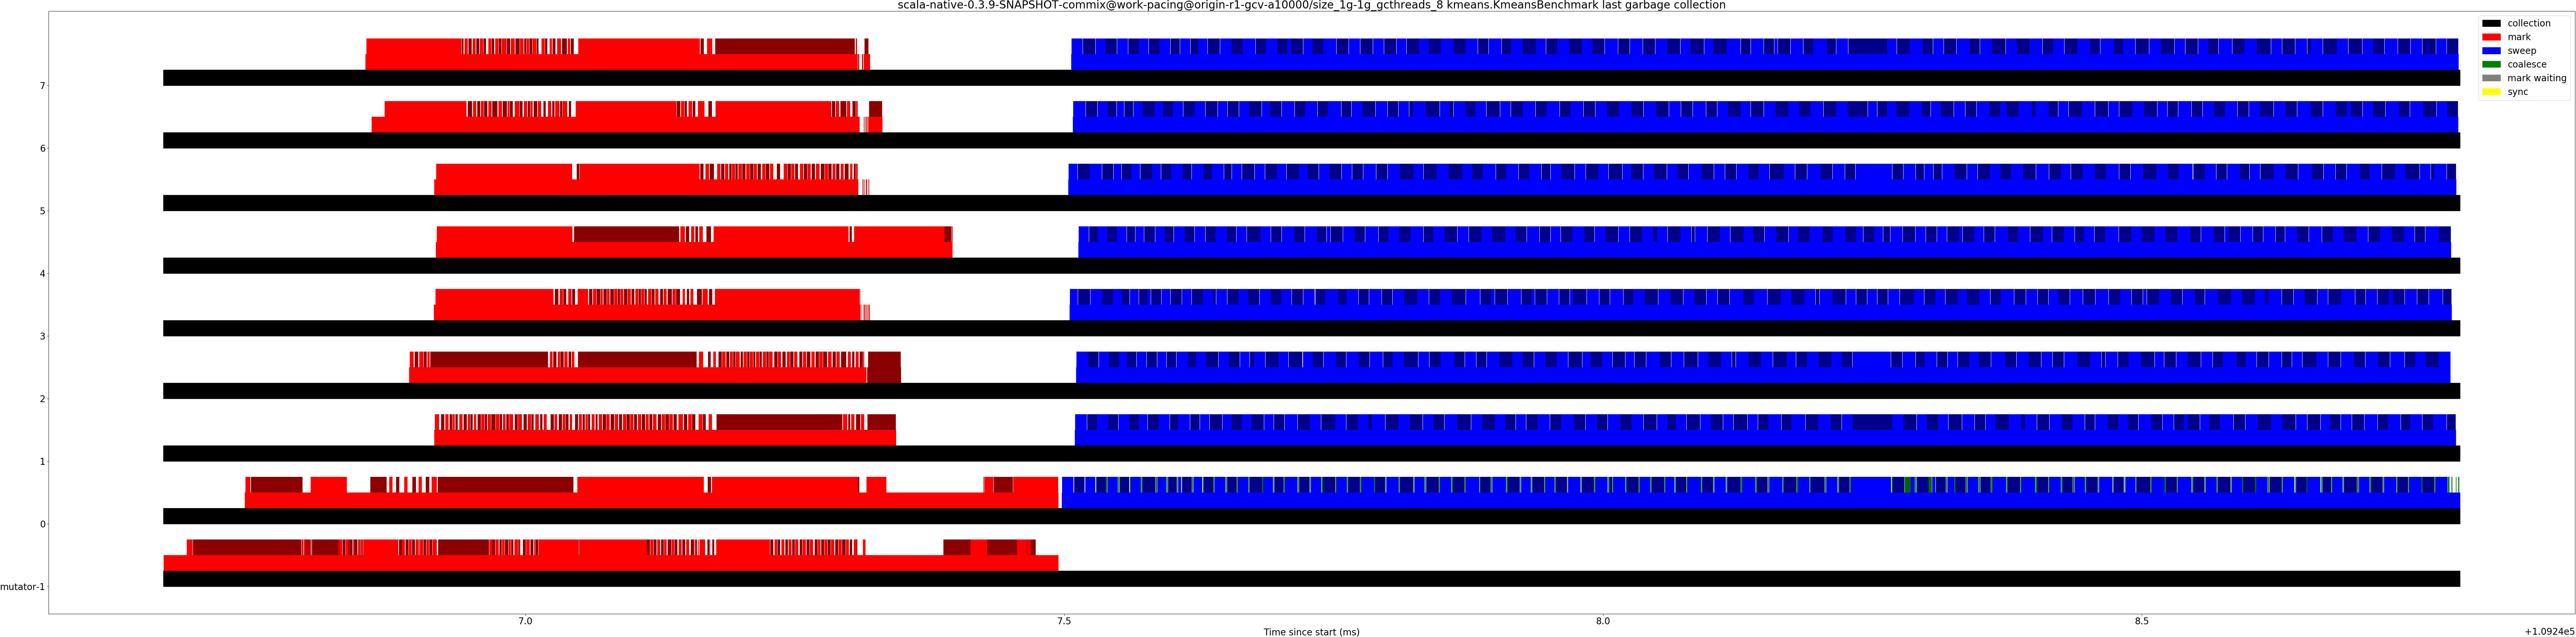 scala-native-0.3.9-SNAPSHOT-commix@work-pacing@origin-r1-gcv-a10000/size_1g-1g_gcthreads_8 kmeans.KmeansBenchmark last garbage collection
collection
mark
sweep
coalesce
mark waiting
sync
7
6
5
4
3
2
1
0
mutator-1
7.0 7.5 8.0 8.5
Time since start (ms)
+1.0924e5